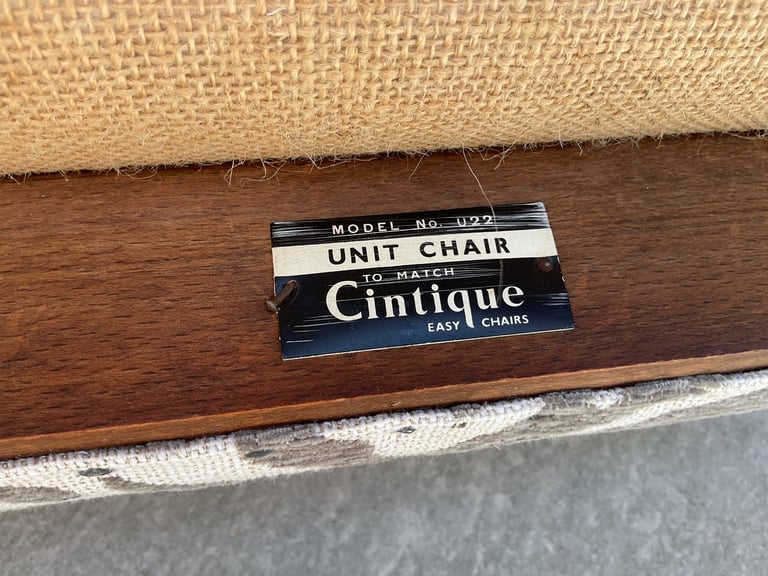 MODEL No. U22
UNIT CHAIR
TO MATCH
Cintique
EASY CHAIRS